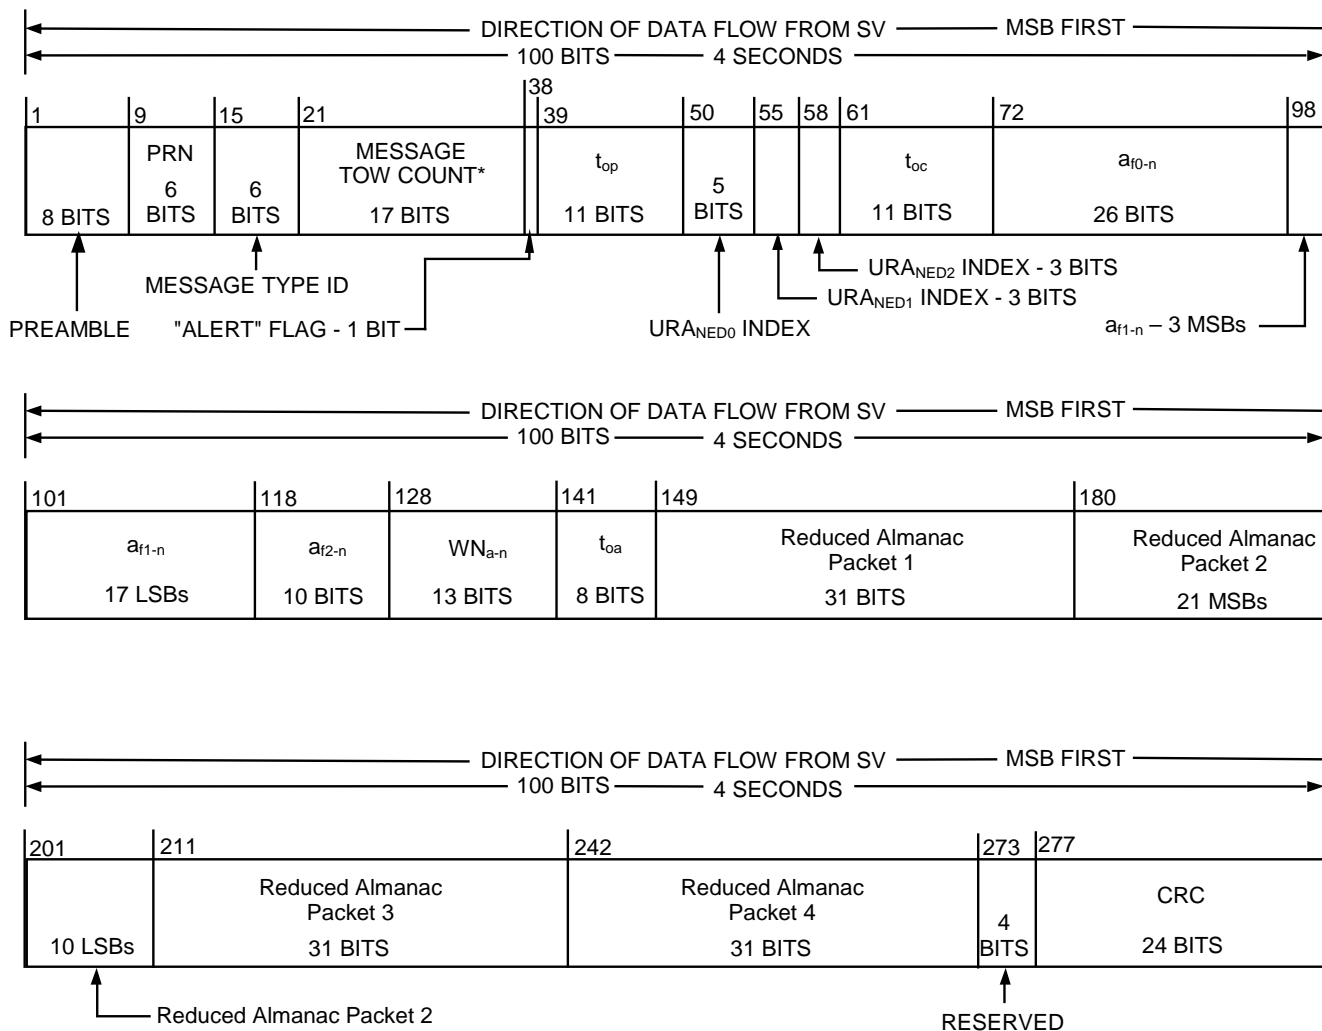 DIRECTION OF DATA FLOW FROM SV MSB FIRST
100 BITS 4 SECONDS
1 9 15 21 38 39 50 55 58 61 72 98
8 BITS
PRN
6
BITS
6
BITS
MESSAGE
TOW COUNT*
17 BITS
top
11 BITS
5
BITS
toc
11 BITS
af0-n
26 BITS
PREAMBLE
MESSAGE TYPE ID
"ALERT" FLAG - 1 BIT
URANED0 INDEX
URANED2 INDEX - 3 BITS
URANED1 INDEX - 3 BITS
af1-n – 3 MSBs
DIRECTION OF DATA FLOW FROM SV MSB FIRST
100 BITS 4 SECONDS
101 118 128 141 149 180
af1-n
17 LSBs
af2-n
10 BITS
WNa-n
13 BITS
toa
8 BITS
Reduced Almanac
Packet 1
31 BITS
Reduced Almanac
Packet 2
21 MSBs
DIRECTION OF DATA FLOW FROM SV MSB FIRST
100 BITS 4 SECONDS
201 211 242 273 277
10 LSBs
Reduced Almanac
Packet 3
31 BITS
Reduced Almanac
Packet 4
31 BITS
4
BITS
CRC
24 BITS
Reduced Almanac Packet 2
RESERVED